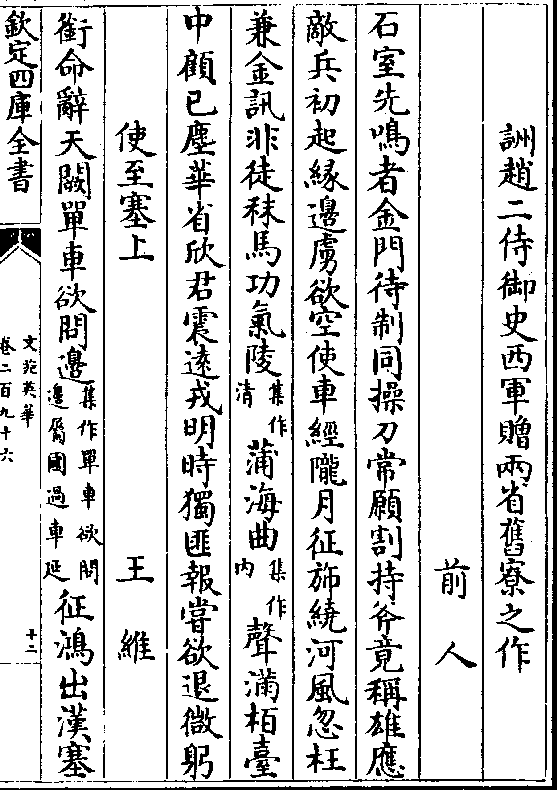 詶趙二侍御史西軍贈兩省舊寮之作
前人
石室先鳴者金門待制同操刀常願割持斧竟稱雄應
敵兵初起緣邊虜欲空使車經隴月征斾繞河風忽枉
兼金訊非徒秣馬功氣陵集作清蒲海曲集作内聲滿栢臺
中顧已塵華省欣君震遠戎明時獨匪報嘗欲退微躬
使至塞上
王維
銜命辭天闕單車欲問邊集作單車欲問邊屬國過車延征鴻出漢塞
欽定四庫全書
文苑英華
卷二百九十六
十二